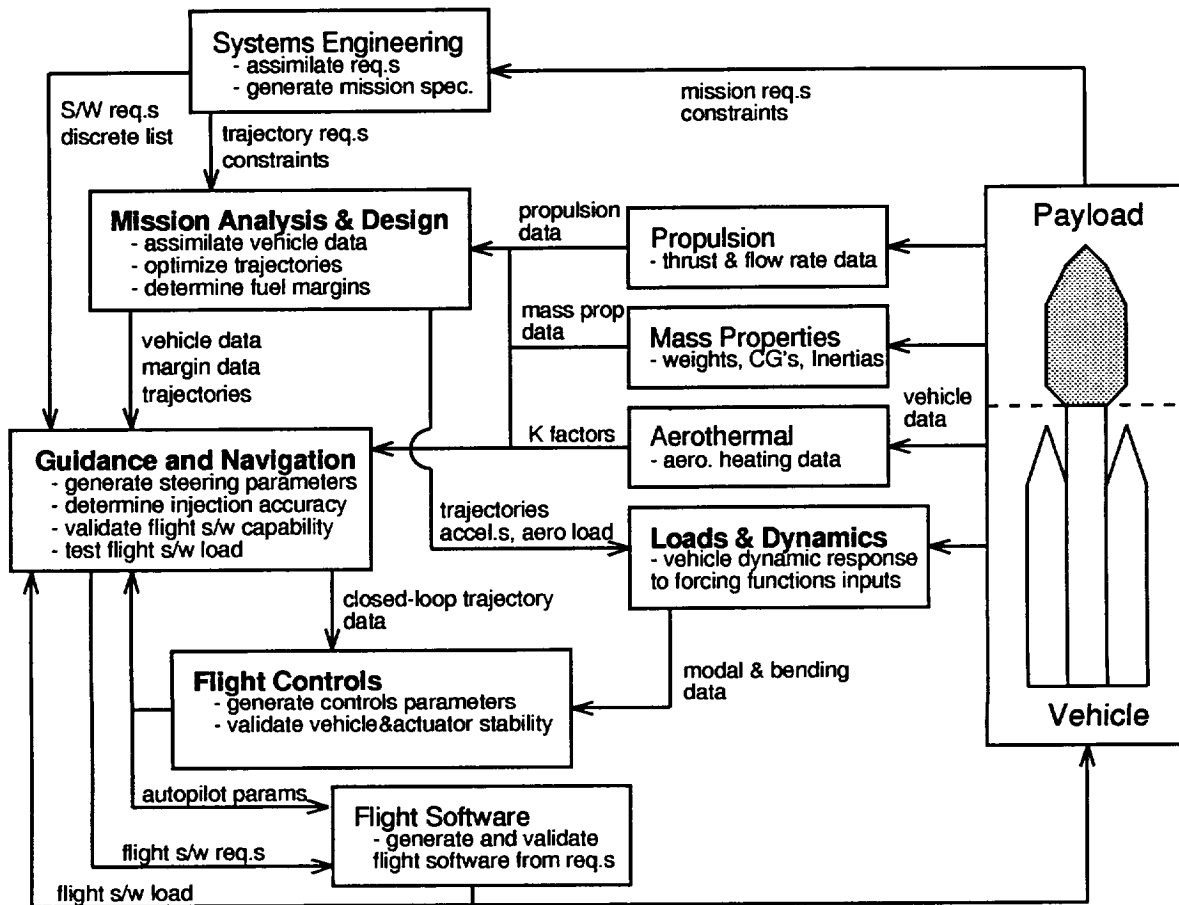 Systems Engineering
- assimilate req.s
- generate mission spec.
S/W req.s
discrete list
trajectory req.s
constraints
mission req.s
constraints
Mission Analysis & Design
- assimilate vehicle data
- optimize trajectories
- determine fuel margins
propulsion
data
Propulsion
- thrust & flow rate data
Payload
mass prop
data
Mass Properties
- weights, CG's, Inertias
vehicle data
margin data
trajectories
vehicle
data
K factors
Aerothermal
- aero. heating data
Guidance and Navigation
- generate steering parameters
- determine injection accuracy
- validate flight s/w capability
- test flight s/w load
trajectories
accel.s, aero load
Loads & Dynamics
- vehicle dynamic response
to forcing functions inputs
closed-loop trajectory
data
Flight Controls
- generate controls parameters
- validate vehicle&actuator stability
modal & bending
data
Vehicle
autopilot params
Flight Software
- generate and validate
flight software from req.s
flight s/w req.s
flight s/w load